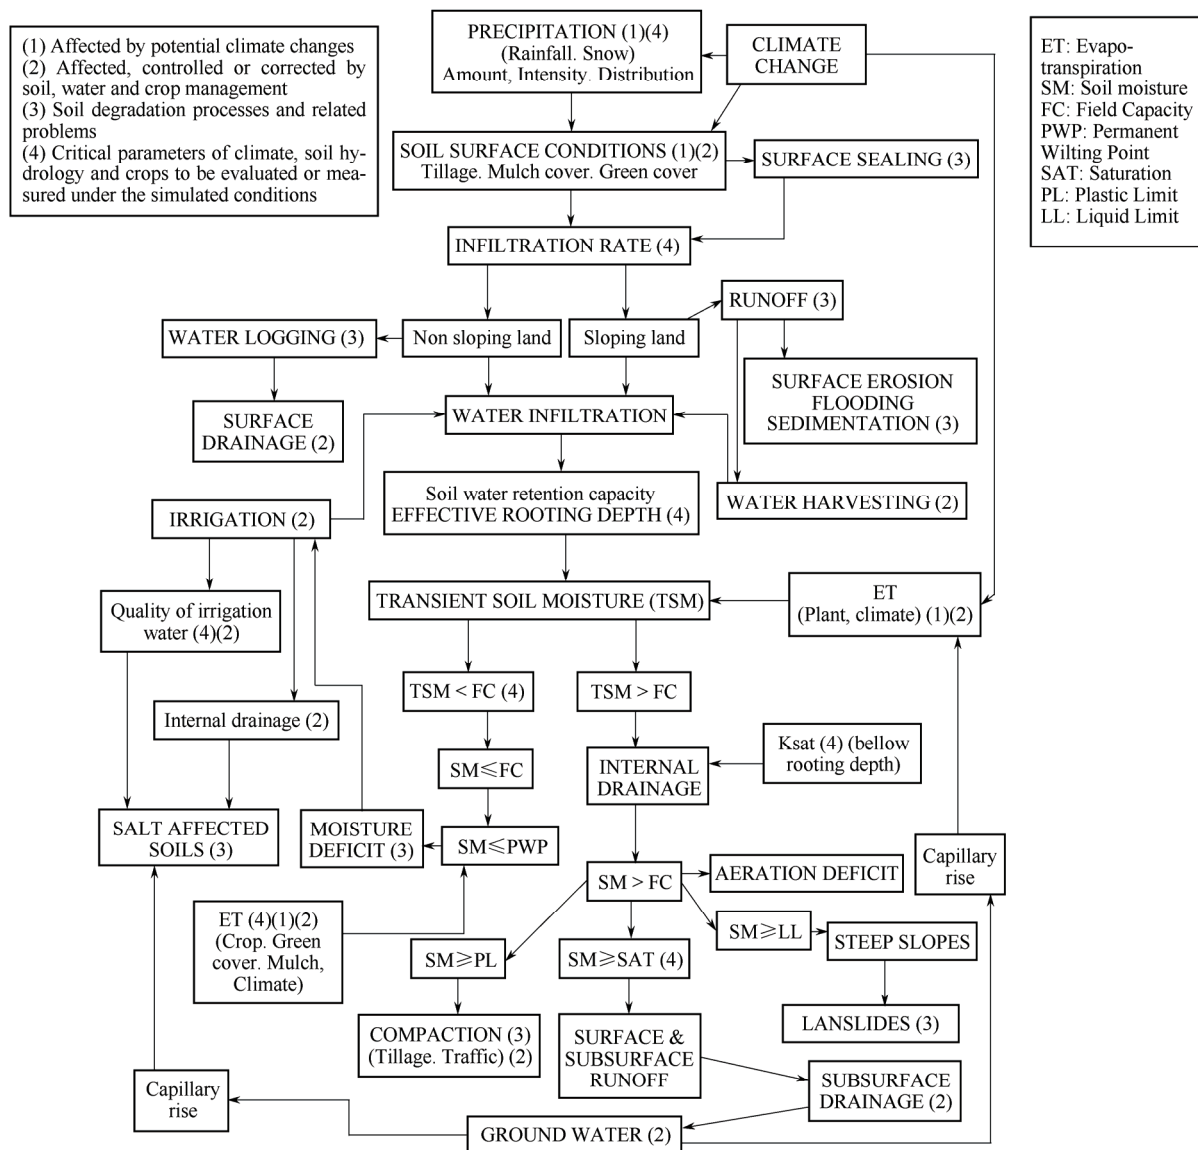 (1) Affected by potential climate changes
(2) Affected, controlled or corrected by
soil, water and crop management
(3) Soil degradation processes and related
problems
(4) Critical parameters of climate, soil hy-
drology and crops to be evaluated or mea-
sured under the simulated conditions
PRECIPITATION (1)(4)
(Rainfall. Snow)
Amount, Intensity. Distribution
CLIMATE
CHANGE
ET: Evapo-
transpiration
SM: Soil moisture
FC: Field Capacity
PWP: Permanent
Wilting Point
SAT: Saturation
PL: Plastic Limit
LL: Liquid Limit
SOIL SURFACE CONDITIONS (1)(2)
Tillage. Mulch cover. Green cover
SURFACE SEALING (3)
INFILTRATION RATE (4)
RUNOFF (3)
WATER LOGGING (3)
Non sloping land
Sloping land
SURFACE EROSION
FLOODING
SEDIMENTATION (3)
SURFACE
DRAINAGE (2)
WATER INFILTRATION
Soil water retention capacity
EFFECTIVE ROOTING DEPTH (4)
WATER HARVESTING (2)
IRRIGATION (2)
Quality of irrigation
water (4)(2)
TRANSIENT SOIL MOISTURE (TSM)
ET
(Plant, climate) (1)(2)
TSM < FC (4)
TSM > FC
Internal drainage (2)
SM≤FC
INTERNAL
DRAINAGE
Ksat (4) (bellow
rooting depth)
SALT AFFECTED
SOILS (3)
MOISTURE
DEFICIT (3)
SM≤PWP
SM > FC
AERATION DEFICIT
Capillary
rise
ET (4)(1)(2)
(Crop. Green
cover. Mulch,
Climate)
SM≥PL
SM≥SAT (4)
SM≥LL
STEEP SLOPES
COMPACTION (3)
(Tillage. Traffic) (2)
SURFACE &
SUBSURFACE
RUNOFF
LANSLIDES (3)
Capillary
rise
SUBSURFACE
DRAINAGE (2)
GROUND WATER (2)